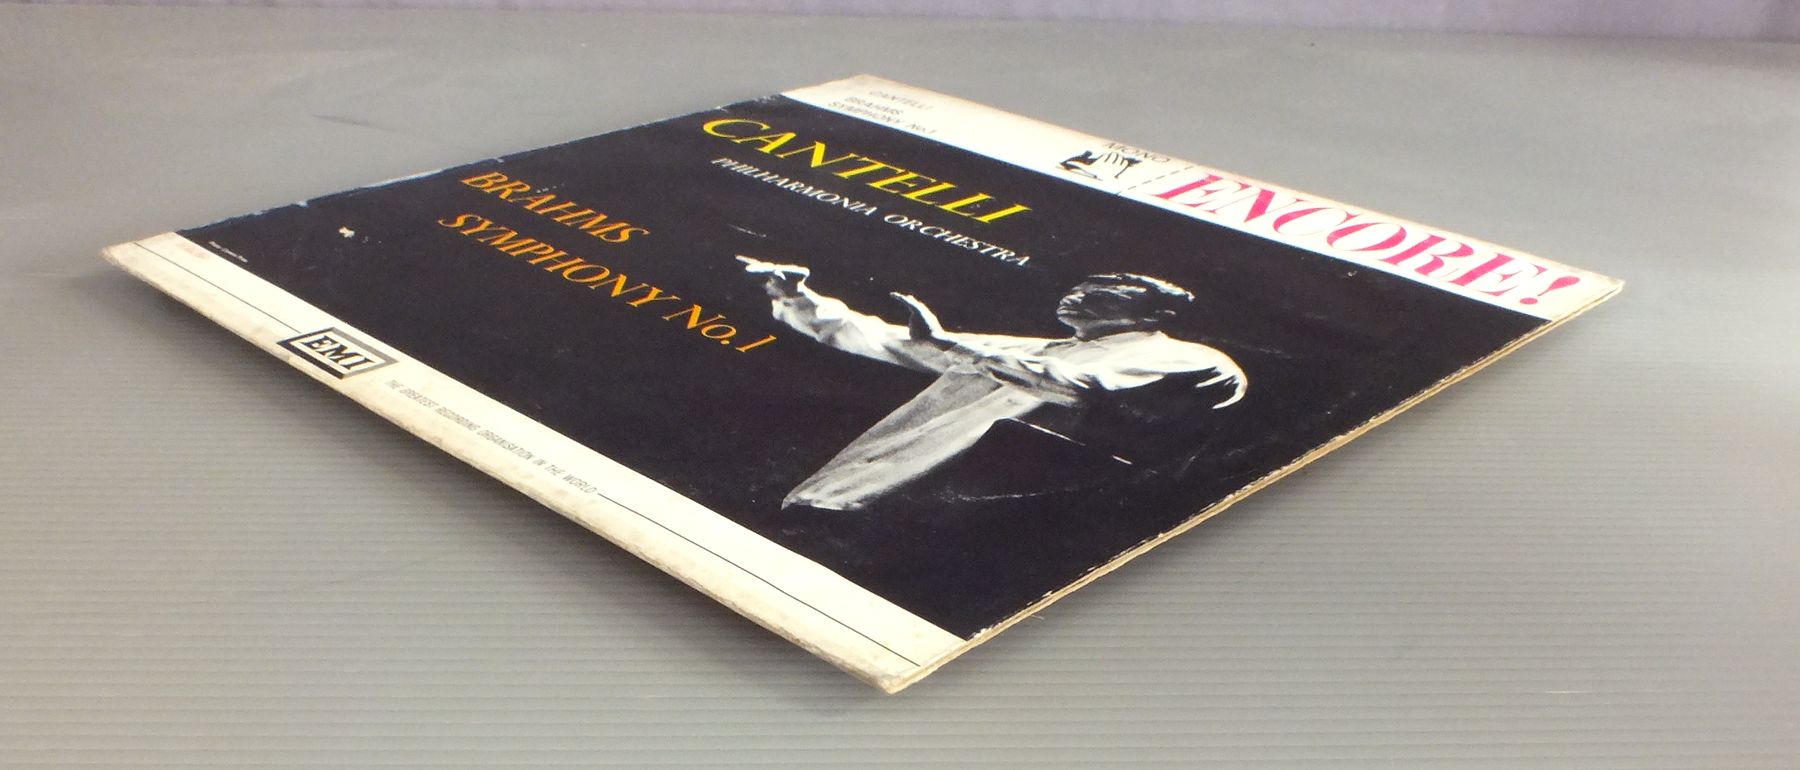 CANTELLI
BRAHMS
SYMPHONY No.1
MONO
ENCORE!
CANTELLI
PHILHARMONIA ORCHESTRA
BRAHMS
SYMPHONY No.1
EMI
THE GREATEST RECORDING ORGANISATION IN THE WORLD